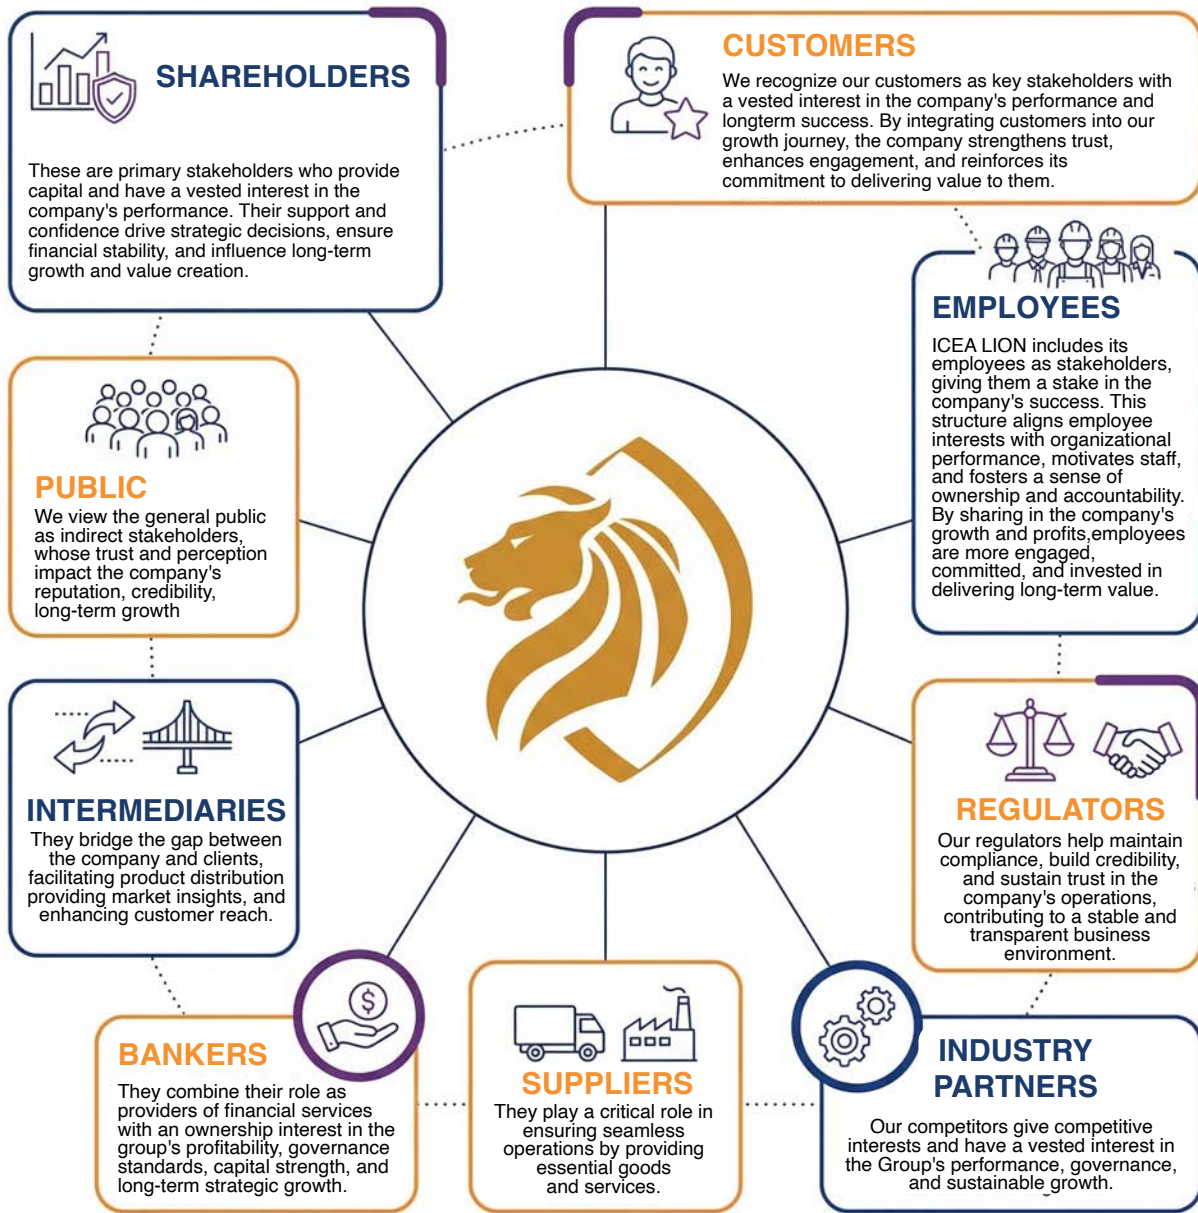 SHAREHOLDERS
These are primary stakeholders who provide
capital and have a vested interest in the
company's performance. Their support and
confidence drive strategic decisions, ensure
financial stability, and influence long-term
growth and value creation.
CUSTOMERS
We recognize our customers as key stakeholders with
a vested interest in the company's performance and
longterm success. By integrating customers into our
growth journey, the company strengthens trust,
enhances engagement, and reinforces its
commitment to delivering value to them.
EMPLOYEES
ICEA LION includes its
employees as stakeholders,
giving them a stake in the
company's success. This
structure aligns employee
interests with organizational
performance, motivates staff,
and fosters a sense of
ownership and accountability.
By sharing in the company's
growth and profits,employees
are more engaged,
committed, and invested in
delivering long-term value.
PUBLIC
We view the general public
as indirect stakeholders,
whose trust and perception
impact the company's
reputation, credibility,
long-term growth
INTERMEDIARIES
They bridge the gap between
the company and clients,
facilitating product distribution
providing market insights, and
enhancing customer reach.
REGULATORS
Our regulators help maintain
compliance, build credibility,
and sustain trust in the
company's operations,
contributing to a stable and
transparent business
environment.
BANKERS
They combine their role as
providers of financial services
with an ownership interest in the
group's profitability, governance
standards, capital strength, and
long-term strategic growth.
$
SUPPLIERS
They play a critical role in
ensuring seamless
operations by providing
essential goods
and services.
INDUSTRY
PARTNERS
Our competitors give competitive
interests and have a vested interest in
the Group's performance, governance,
and sustainable growth.